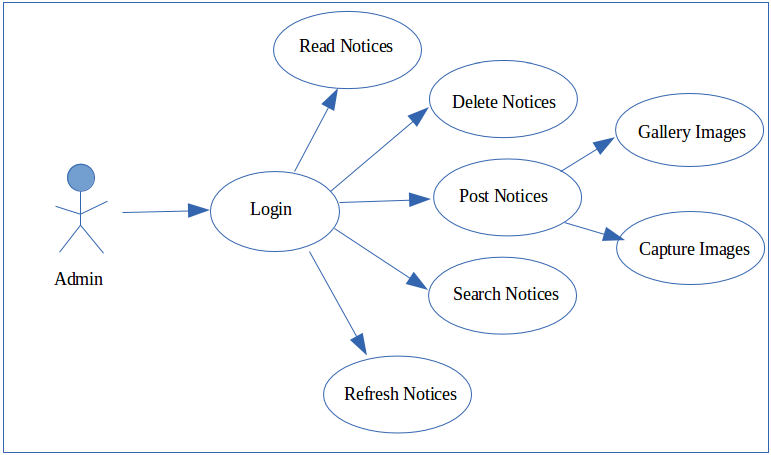 Read Notices
Delete Notices
Gallery Images
Post Notices
Login
Capture Images
Admin
Search Notices
Refresh Notices